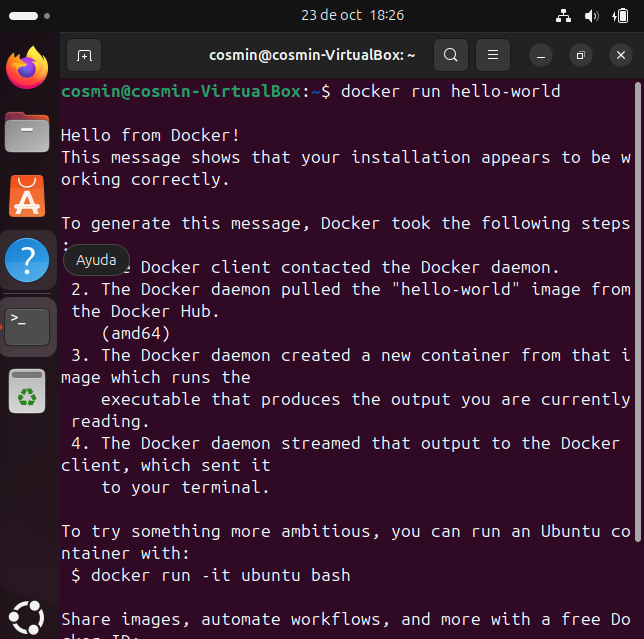 23 de oct 18:26
cosmin@cosmin-VirtualBox: ~
cosmin@cosmin-VirtualBox:~$ docker run hello-world
Hello from Docker!
This message shows that your installation appears to be w
orking correctly.
To generate this message, Docker took the following steps
:
Ayuda
Docker client contacted the Docker daemon.
2. The Docker daemon pulled the "hello-world" image from
the Docker Hub.
(amd64)
3. The Docker daemon created a new container from that i
mage which runs the
executable that produces the output you are currently
reading.
4. The Docker daemon streamed that output to the Docker
client, which sent it
to your terminal.
To try something more ambitious, you can run an Ubuntu co
ntainer with:
$ docker run -it ubuntu bash
Share images, automate workflows, and more with a free Do
cker ID: